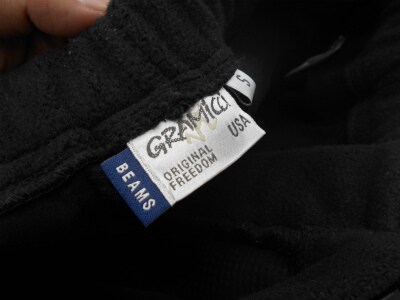 S
GRAMICCI
USA
ORIGINAL
FREEDOM
BEAMS